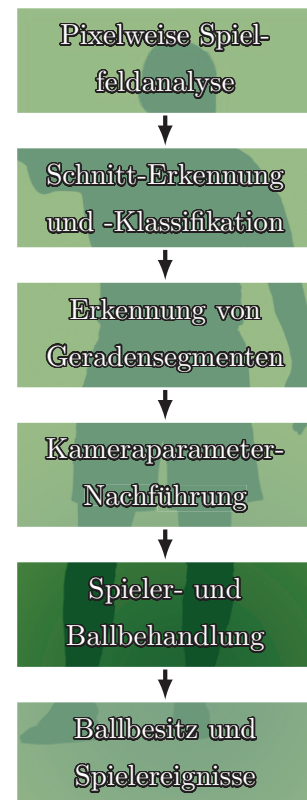 Pixelweise Spiel-
feldanalyse
Schnitt-Erkennung
und -Klassifikation
Erkennung von
Geradensegmenten
Kameraparameter-
Nachführung
Spieler- und
Ballbehandlung
Ballbesitz und
Spielereignisse